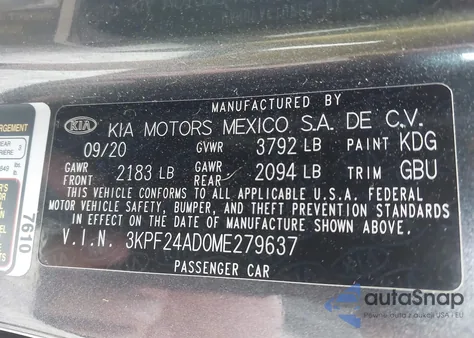 MANUFACTURED BY
KIA KIA MOTORS MEXICO S.A. DE C.V.
09/20 GVWR 3792 LB PAINT KDG
GAWR FRONT 2183 LB GAWR REAR 2094 LB TRIM GBU
THIS VEHICLE CONFORMS TO ALL APPLICABLE U.S.A. FEDERAL
MOTOR VEHICLE SAFETY, BUMPER, AND THEFT PREVENTION STANDARDS
IN EFFECT ON THE DATE OF MANUFACTURE SHOWN ABOVE.
V.I.N. 3KPF24AD0ME279637
PASSENGER CAR
7610
autoSnap